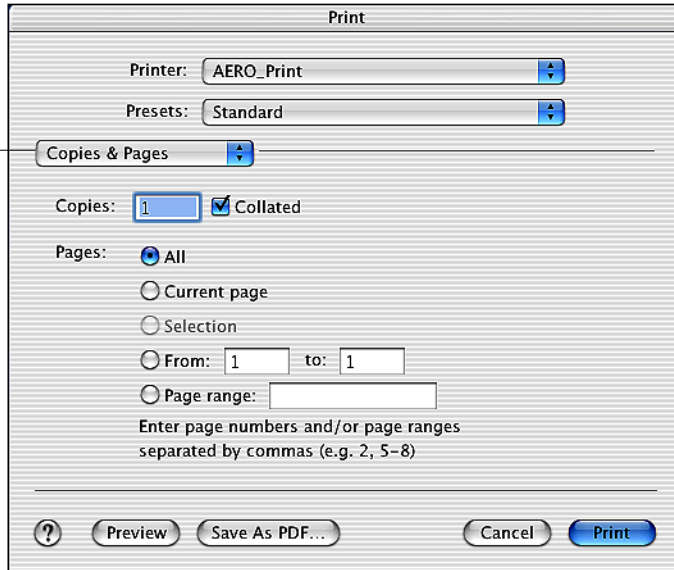 Print
Printer: AERO_Print
Presets: Standard
Copies & Pages
Copies: 1 Collated
Pages: All
Current page
Selection
From: 1 to: 1
Page range:
Enter page numbers and/or page ranges
separated by commas (e.g. 2, 5-8)
? Preview Save As PDF... Cancel Print